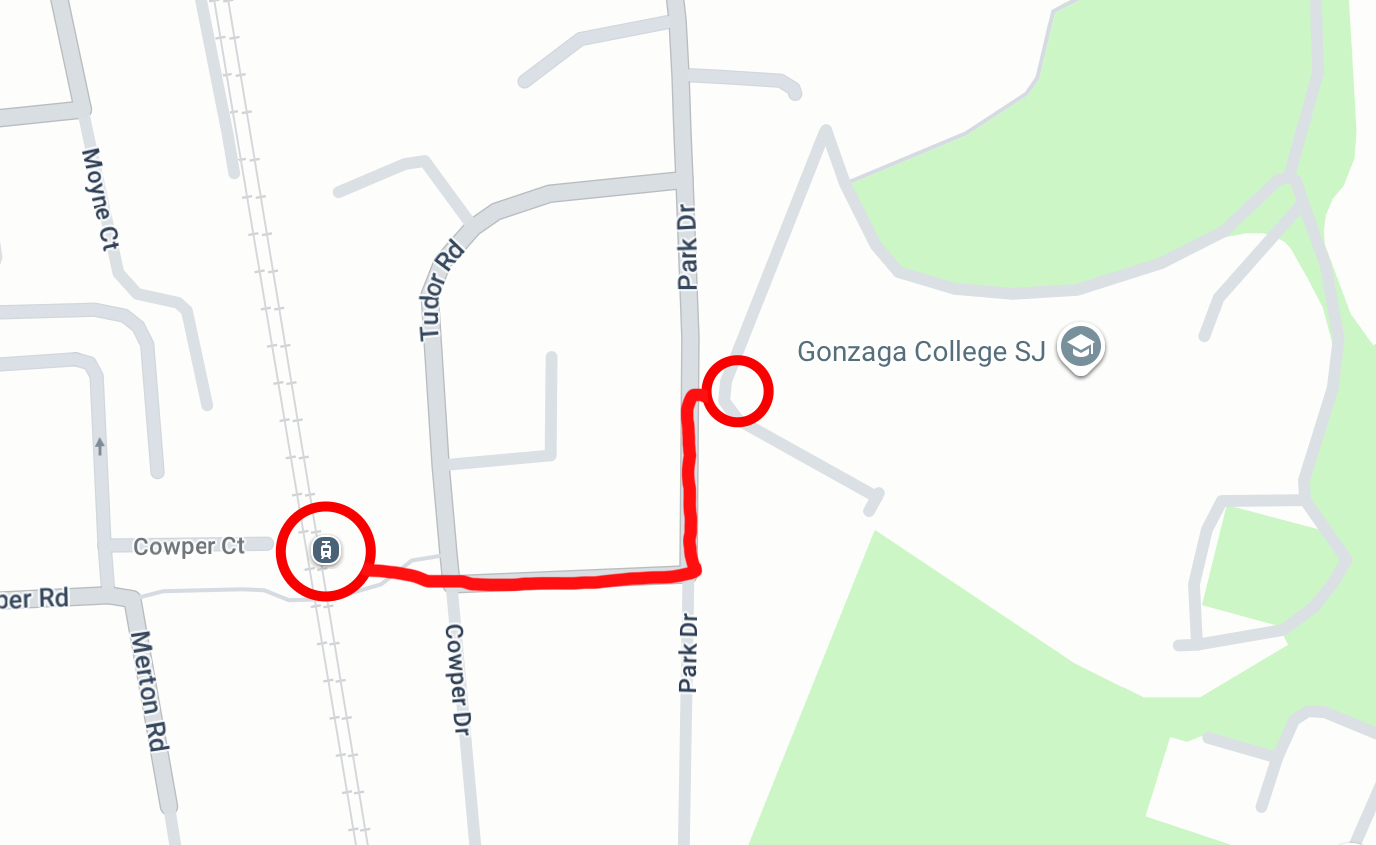 Moyne Ct
Park Dr
Tudor Rd
Gonzaga College SJ
Cowper Ct
per Rd
Merton Rd
Cowper Dr
Park Dr